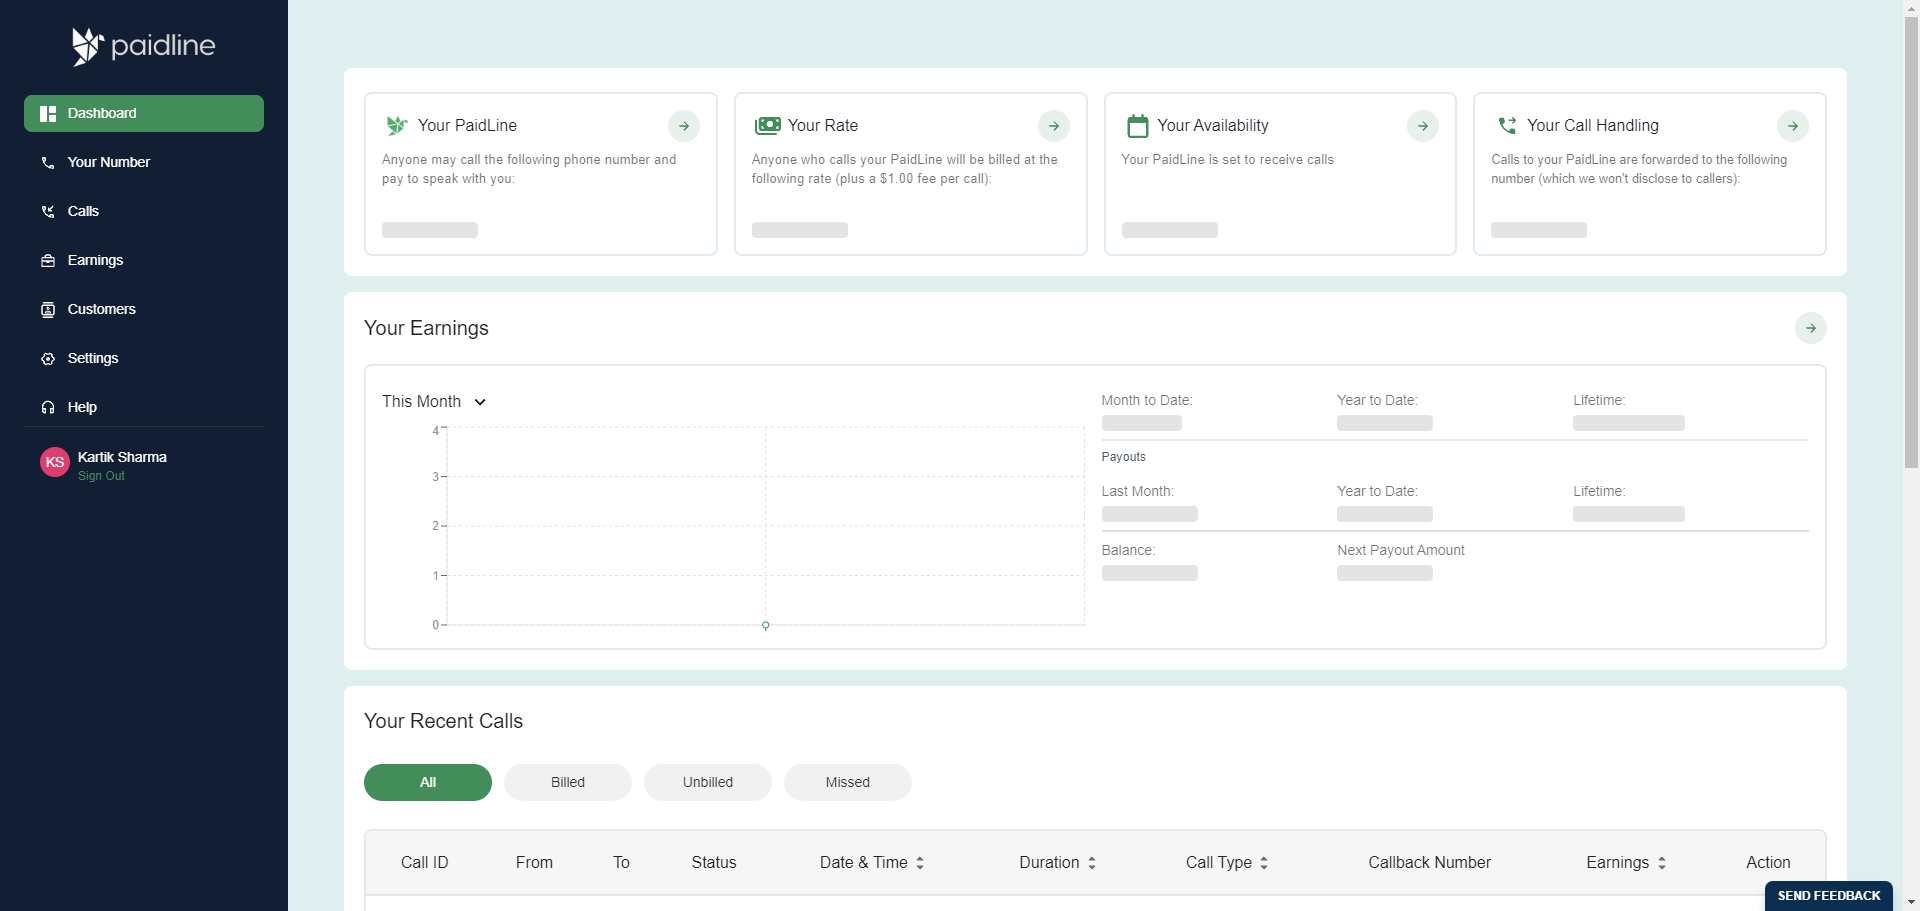 paidline
Dashboard
Your Number
Calls
Earnings
Customers
Settings
Help
KS
Kartik Sharma
Sign Out
Your PaidLine
Anyone may call the following phone number and
pay to speak with you:
Your Rate
Anyone who calls your PaidLine will be billed at the
following rate (plus a $1.00 fee per call):
Your Availability
Your PaidLine is set to receive calls
Your Call Handling
Calls to your PaidLine are forwarded to the following
number (which we won't disclose to callers):
Your Earnings
This Month
4
3
2
1
0
Month to Date:
Year to Date:
Lifetime:
Payouts
Last Month:
Year to Date:
Lifetime:
Balance:
Next Payout Amount
Your Recent Calls
All
Billed
Unbilled
Missed
Call ID
From
To
Status
Date & Time
Duration
Call Type
Callback Number
Earnings
Action
SEND FEEDBACK